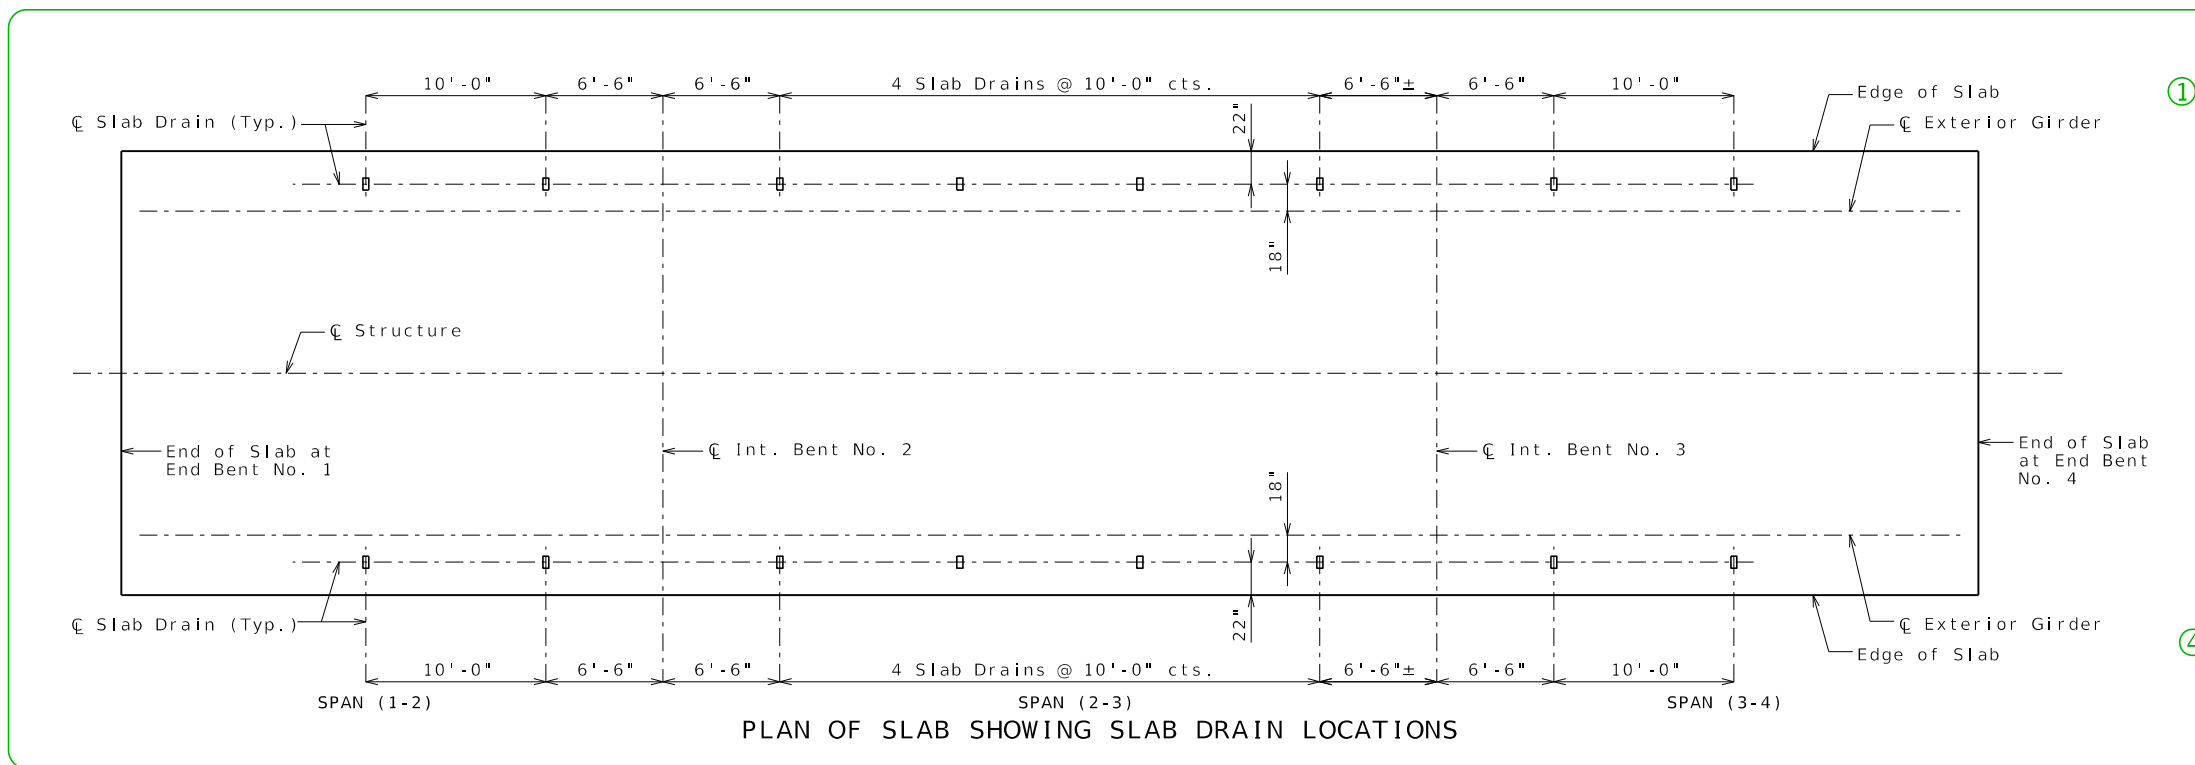 10'-0" 6'-6" 6'-6" 4 Slab Drains @ 10'-0" cts. 6'-6"± 6'-6" 10'-0"
①
Edge of Slab
℄ Slab Drain (Typ.)
22"
℄ Exterior Girder
18"
℄ Structure
End of Slab at
End Bent No. 1
℄ Int. Bent No. 2
℄ Int. Bent No. 3
End of Slab
at End Bent
No. 4
18"
℄ Slab Drain (Typ.)
22"
℄ Exterior Girder
④
Edge of Slab
10'-0" 6'-6" 6'-6" 4 Slab Drains @ 10'-0" cts. 6'-6"± 6'-6" 10'-0"
SPAN (1-2) SPAN (2-3) SPAN (3-4)
PLAN OF SLAB SHOWING SLAB DRAIN LOCATIONS